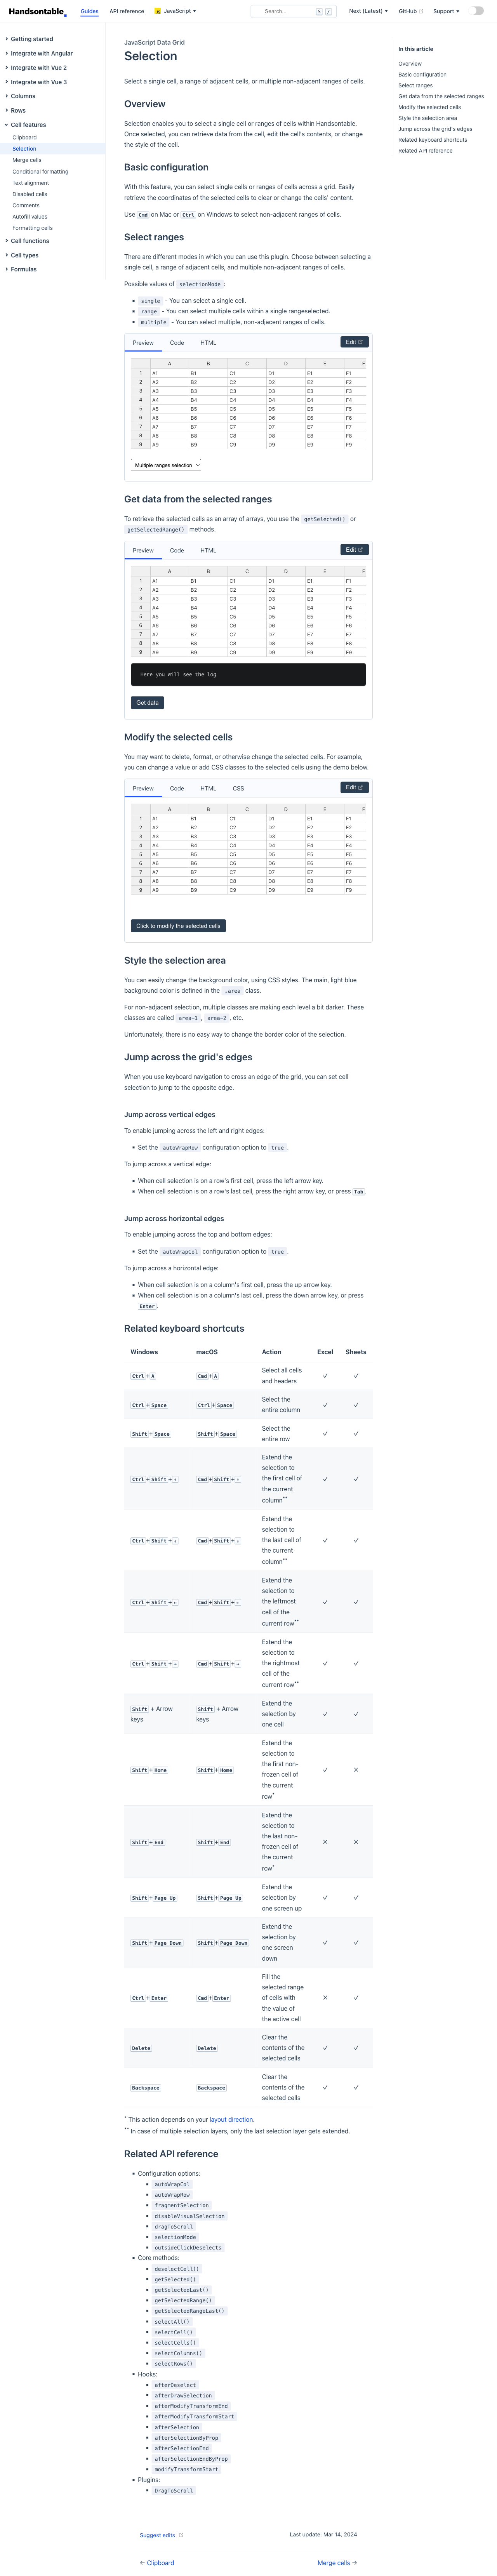 Handsontable
Guides
API reference
JavaScript
Search...
Next (Latest)
GitHub
Support
Getting started
Integrate with Angular
Integrate with Vue 2
Integrate with Vue 3
Columns
Rows
Cell features
Clipboard
Selection
Merge cells
Conditional formatting
Text alignment
Disabled cells
Comments
Autofill values
Formatting cells
Cell functions
Cell types
Formulas
In this article
Overview
Basic configuration
Select ranges
Get data from the selected ranges
Modify the selected cells
Style the selection area
Jump across the grid's edges
Related keyboard shortcuts
Related API reference
JavaScript Data Grid
Selection
Select a single cell, a range of adjacent cells, or multiple non-adjacent ranges of cells.
Overview
Selection enables you to select a single cell or ranges of cells within Handsontable.
Once selected, you can retrieve data from the cell, edit the cell's contents, or change
the style of the cell.
Basic configuration
With this feature, you can select single cells or ranges of cells across a grid. Easily
retrieve the coordinates of the selected cells to clear or change the cells' content.
Use Cmd on Mac or Ctrl on Windows to select non-adjacent ranges of cells.
Select ranges
There are different modes in which you can use this plugin. Choose between selecting a
single cell, a range of adjacent cells, and multiple non-adjacent ranges of cells.
Possible values of selectionMode :
• single - You can select a single cell.
• range - You can select multiple cells within a single rangeselected.
• multiple - You can select multiple, non-adjacent ranges of cells.
Preview Code HTML Edit
A B C D E F
1 A1 B1 C1 D1 E1 F1
2 A2 B2 C2 D2 E2 F2
3 A3 B3 C3 D3 E3 F3
4 A4 B4 C4 D4 E4 F4
5 A5 B5 C5 D5 E5 F5
6 A6 B6 C6 D6 E6 F6
7 A7 B7 C7 D7 E7 F7
8 A8 B8 C8 D8 E8 F8
9 A9 B9 C9 D9 E9 F9
Multiple ranges selection
Get data from the selected ranges
To retrieve the selected cells as an array of arrays, you use the getSelected() or
getSelectedRange() methods.
Preview Code HTML Edit
A B C D E F
1 A1 B1 C1 D1 E1 F1
2 A2 B2 C2 D2 E2 F2
3 A3 B3 C3 D3 E3 F3
4 A4 B4 C4 D4 E4 F4
5 A5 B5 C5 D5 E5 F5
6 A6 B6 C6 D6 E6 F6
7 A7 B7 C7 D7 E7 F7
8 A8 B8 C8 D8 E8 F8
9 A9 B9 C9 D9 E9 F9
Here you will see the log
Get data
Modify the selected cells
You may want to delete, format, or otherwise change the selected cells. For example,
you can change a value or add CSS classes to the selected cells using the demo below.
Preview Code HTML CSS Edit
A B C D E F
1 A1 B1 C1 D1 E1 F1
2 A2 B2 C2 D2 E2 F2
3 A3 B3 C3 D3 E3 F3
4 A4 B4 C4 D4 E4 F4
5 A5 B5 C5 D5 E5 F5
6 A6 B6 C6 D6 E6 F6
7 A7 B7 C7 D7 E7 F7
8 A8 B8 C8 D8 E8 F8
9 A9 B9 C9 D9 E9 F9
Click to modify the selected cells
Style the selection area
You can easily change the background color, using CSS styles. The main, light blue
background color is defined in the .area class.
For non-adjacent selection, multiple classes are making each level a bit darker. These
classes are called area-1 , area-2 , etc.
Unfortunately, there is no easy way to change the border color of the selection.
Jump across the grid's edges
When you use keyboard navigation to cross an edge of the grid, you can set cell
selection to jump to the opposite edge.
Jump across vertical edges
To enable jumping across the left and right edges:
• Set the autoWrapRow configuration option to true .
To jump across a vertical edge:
• When cell selection is on a row's first cell, press the left arrow key.
• When cell selection is on a row's last cell, press the right arrow key, or press Tab.
Jump across horizontal edges
To enable jumping across the top and bottom edges:
• Set the autoWrapCol configuration option to true .
To jump across a horizontal edge:
• When cell selection is on a column's first cell, press the up arrow key.
• When cell selection is on a column's last cell, press the down arrow key, or press
Enter.
Related keyboard shortcuts
Windows macOS Action Excel Sheets
Ctrl+A Cmd+A Select all cells and headers ✓ ✓
Ctrl+Space Ctrl+Space Select the entire column ✓ ✓
Shift+Space Shift+Space Select the entire row ✓ ✓
Ctrl+Shift+↑ Cmd+Shift+↑ Extend the selection to the first cell of the current column** ✓ ✓
Ctrl+Shift+↓ Cmd+Shift+↓ Extend the selection to the last cell of the current column** ✓ ✓
Ctrl+Shift+← Cmd+Shift+← Extend the selection to the leftmost cell of the current row** ✓ ✓
Ctrl+Shift+→ Cmd+Shift+→ Extend the selection to the rightmost cell of the current row** ✓ ✓
Shift + Arrow keys Shift + Arrow keys Extend the selection by one cell ✓ ✓
Shift+Home Shift+Home Extend the selection to the first non-frozen cell of the current row* ✓ ✕
Shift+End Shift+End Extend the selection to the last non-frozen cell of the current row* ✕ ✕
Shift+Page Up Shift+Page Up Extend the selection by one screen up ✓ ✓
Shift+Page Down Shift+Page Down Extend the selection by one screen down ✓ ✓
Ctrl+Enter Cmd+Enter Fill the selected range of cells with the value of the active cell ✕ ✓
Delete Delete Clear the contents of the selected cells ✓ ✓
Backspace Backspace Clear the contents of the selected cells ✓ ✓
* This action depends on your layout direction.
** In case of multiple selection layers, only the last selection layer gets extended.
Related API reference
• Configuration options:
• autoWrapCol
• autoWrapRow
• fragmentSelection
• disableVisualSelection
• dragToScroll
• selectionMode
• outsideClickDeselects
• Core methods:
• deselectCell()
• getSelected()
• getSelectedLast()
• getSelectedRange()
• getSelectedRangeLast()
• selectAll()
• selectCell()
• selectCells()
• selectColumns()
• selectRows()
• Hooks:
• afterDeselect
• afterDrawSelection
• afterModifyTransformEnd
• afterModifyTransformStart
• afterSelection
• afterSelectionByProp
• afterSelectionEnd
• afterSelectionEndByProp
• modifyTransformStart
• Plugins:
• DragToScroll
Suggest edits
Last update: Mar 14, 2024
← Clipboard
Merge cells →